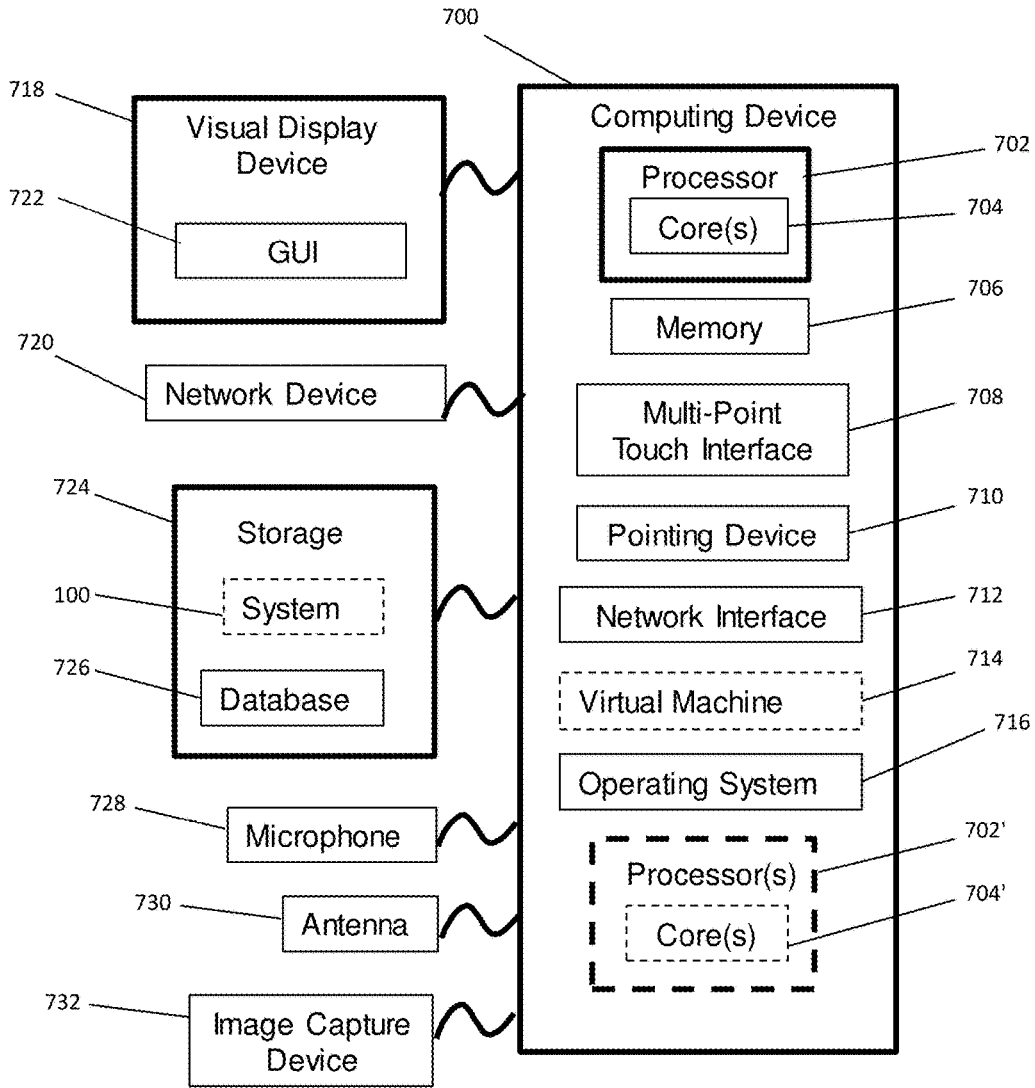 700
718
Visual Display
Device
722
GUI
720
Network Device
724
Storage
100
System
726
Database
728
Microphone
730
Antenna
732
Image Capture
Device
Computing Device
702
Processor
704
Core(s)
706
Memory
708
Multi-Point
Touch Interface
710
Pointing Device
712
Network Interface
714
Virtual Machine
716
Operating System
702'
Processor(s)
704'
Core(s)